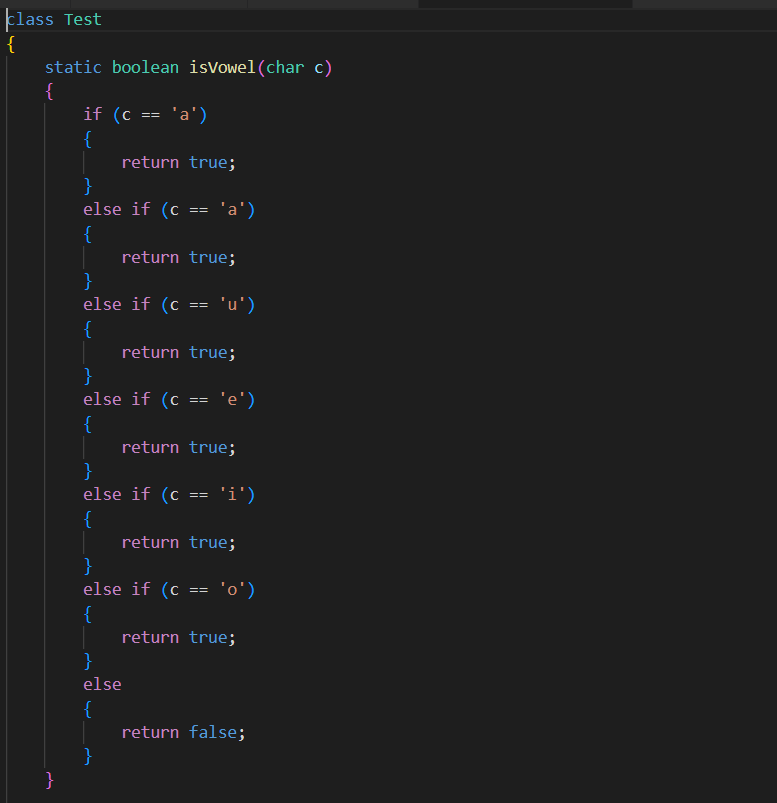 class Test
{
    static boolean isVowel(char c)
    {
        if (c == 'a')
        {
            return true;
        }
        else if (c == 'a')
        {
            return true;
        }
        else if (c == 'u')
        {
            return true;
        }
        else if (c == 'e')
        {
            return true;
        }
        else if (c == 'i')
        {
            return true;
        }
        else if (c == 'o')
        {
            return true;
        }
        else
        {
            return false;
        }
    }